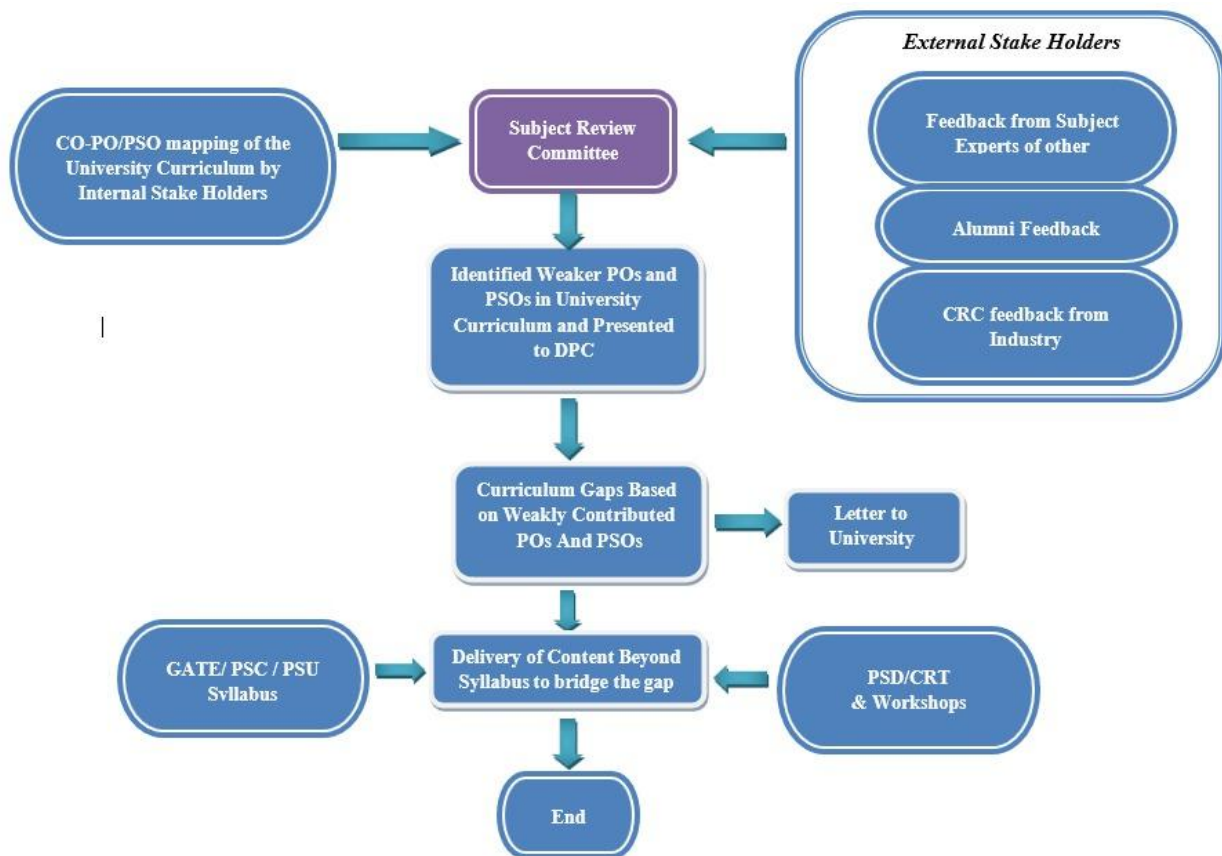 External Stake Holders
CO-PO/PSO mapping of the
University Curriculum by
Internal Stake Holders
Subject Review
Committee
Feedback from Subject
Experts of other
Alumni Feedback
CRC feedback from
Industry
Identified Weaker POs and
PSOs in University
Curriculum and Presented
to DPC
Curriculum Gaps Based
on Weakly Contributed
POs And PSOs
Letter to
University
GATE/ PSC / PSU
Syllabus
Delivery of Content Beyond
Syllabus to bridge the gap
PSD/CRT
& Workshops
End